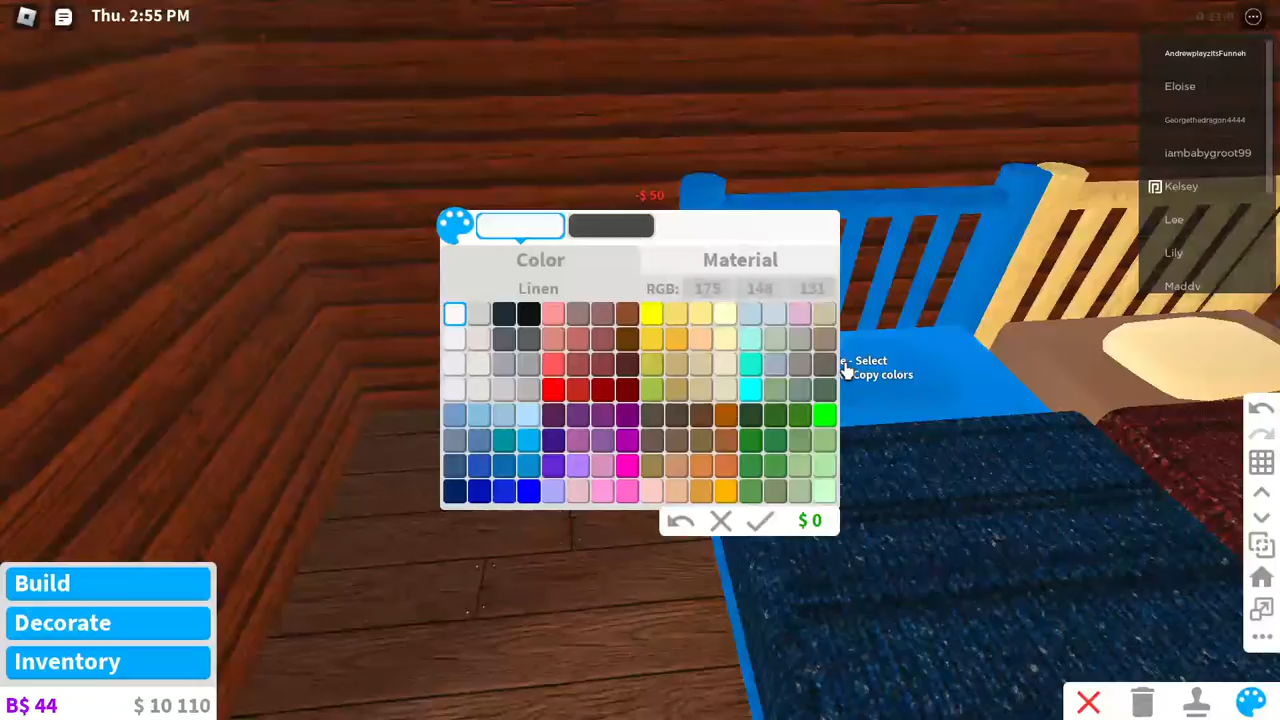 Thu. 2:55 PM
AndrewplayzitsFunneh
Eloise
Georgethedragon4444
iambabygroot99
Kelsey
Lee
Lily
Maddy
-$ 50
Color
Material
Linen
RGB: 175 148 131
e - Select
Copy colors
$ 0
Build
Decorate
Inventory
B$ 44
$ 10 110